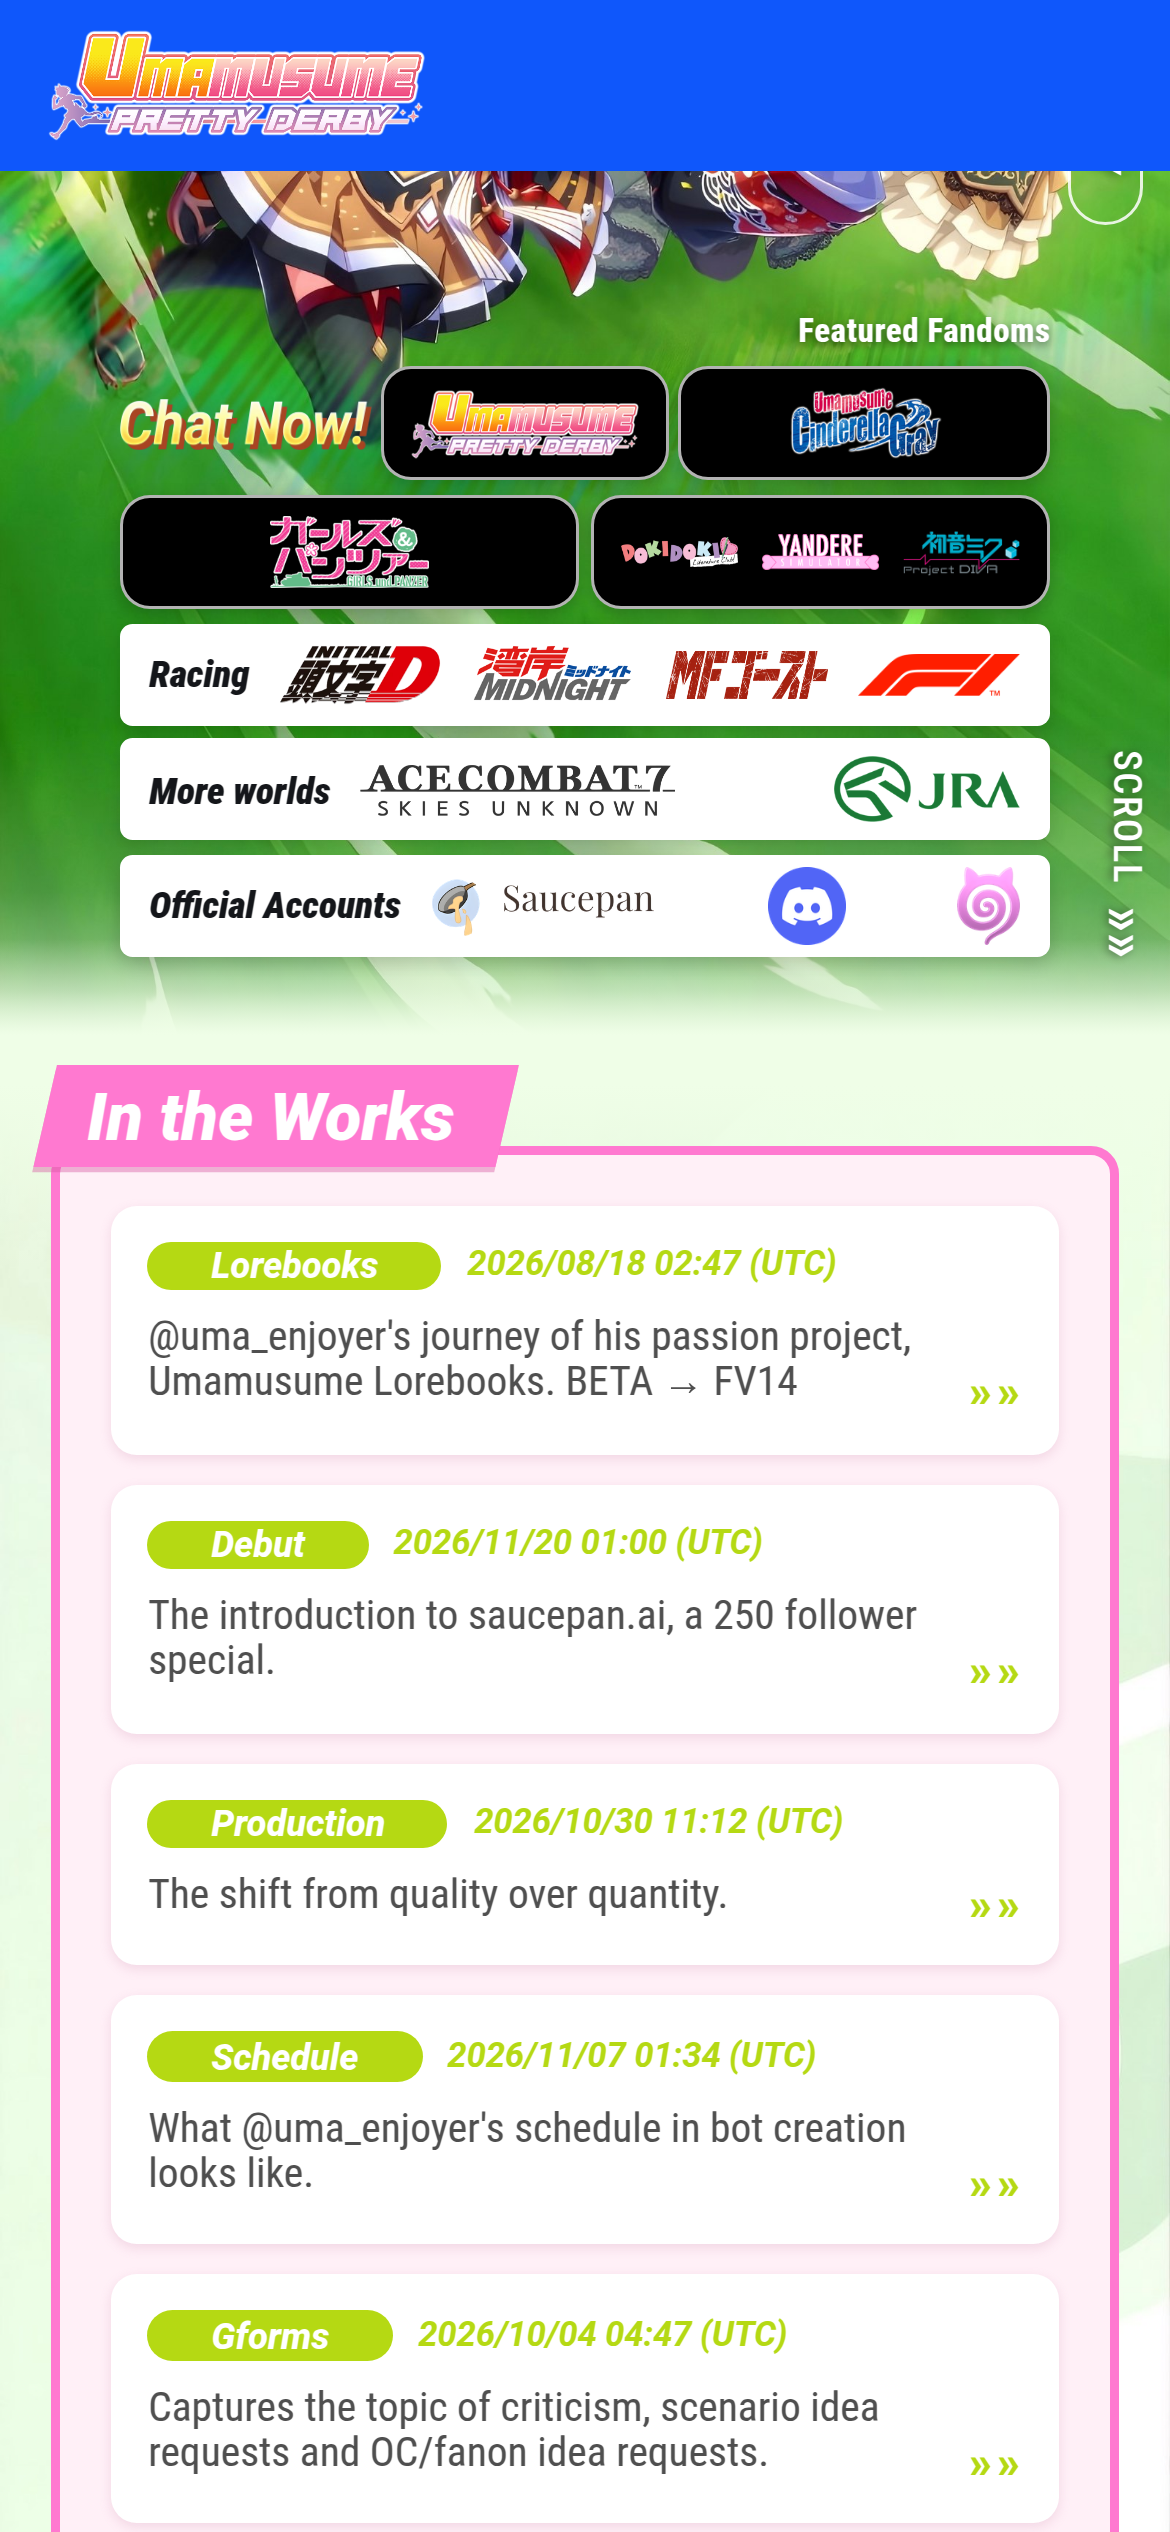 UMAMUSUME
PRETTY DERBY
Featured Fandoms
Chat Now!
UMAMUSUME
PRETTY DERBY
Umamusume
Cinderella Gray
ガールズ&
パンツァー
GIRLS und PANZER
DOKI DOKI
Literature Club!
YANDERE
SIMULATOR
初音ミク
Project DIVA
Racing
INITIAL D
頭文字
湾岸
ミッドナイト
MIDNIGHT
MFゴースト
F1
TM
More worlds
ACE COMBAT 7
TM
SKIES UNKNOWN
JRA
Official Accounts
Saucepan
SCROLL
In the Works
Lorebooks
2026/08/18 02:47 (UTC)
@uma_enjoyer's journey of his passion project,
Umamusume Lorebooks. BETA → FV14
»»
Debut
2026/11/20 01:00 (UTC)
The introduction to saucepan.ai, a 250 follower
special.
»»
Production
2026/10/30 11:12 (UTC)
The shift from quality over quantity.
»»
Schedule
2026/11/07 01:34 (UTC)
What @uma_enjoyer's schedule in bot creation
looks like.
»»
Gforms
2026/10/04 04:47 (UTC)
Captures the topic of criticism, scenario idea
requests and OC/fanon idea requests.
»»